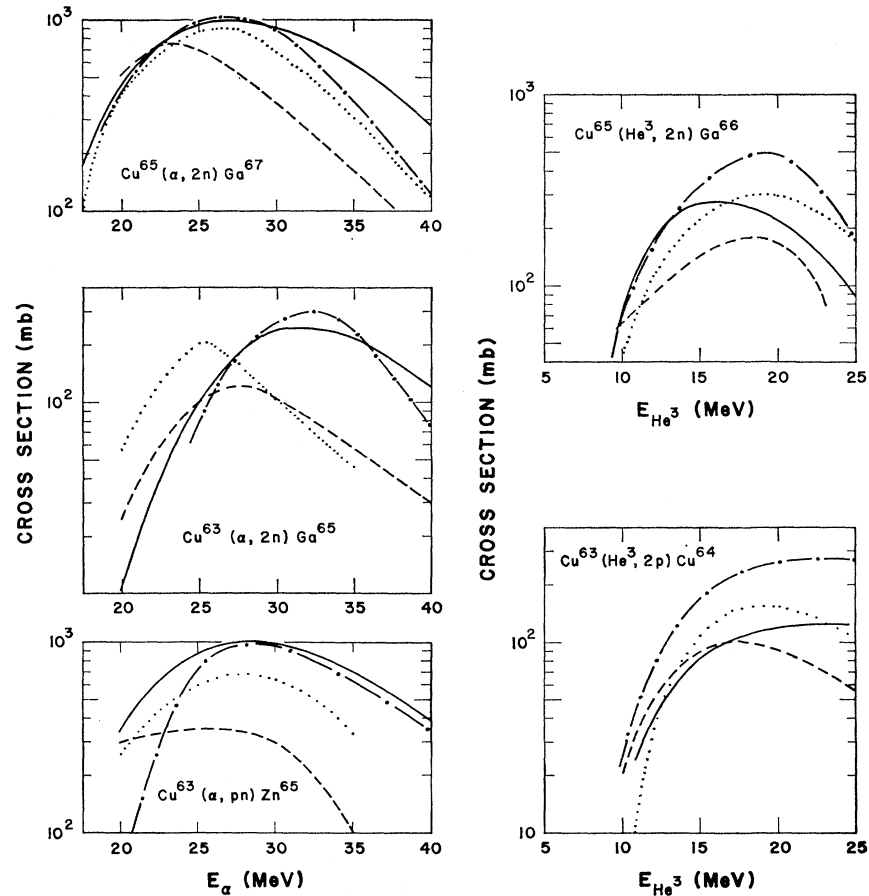 10³
Cu⁶⁵ (α, 2n) Ga⁶⁷
10²
20 25 30 35 40
10²
Cu⁶³ (α, 2n) Ga⁶⁵
20 25 30 35 40
10³
Cu⁶³ (α, pn) Zn⁶⁵
10²
20 25 30 35 40
E_α (MeV)
CROSS SECTION (mb)
10³
Cu⁶⁵ (He³, 2n) Ga⁶⁶
10²
5 10 15 20 25
E_He³ (MeV)
CROSS SECTION (mb)
Cu⁶³ (He³, 2p) Cu⁶⁴
10²
10
5 10 15 20 25
E_He³ (MeV)